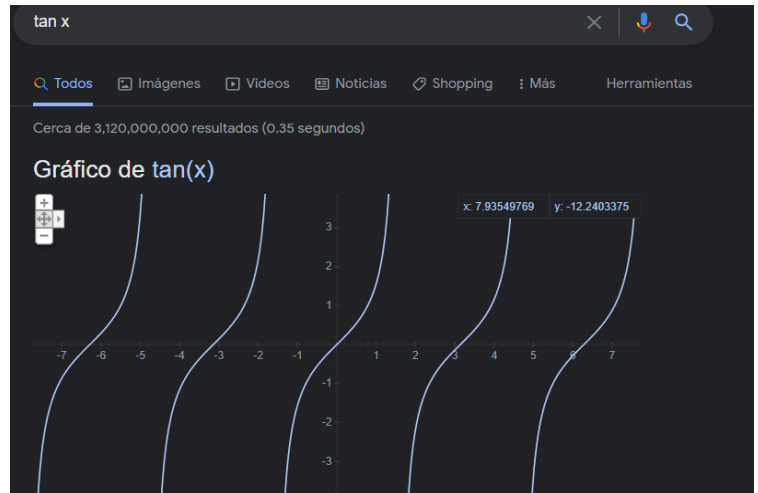 tan x
Todos Imágenes Videos Noticias Shopping Más Herramientas
Cerca de 3,120,000,000 resultados (0.35 segundos)
Gráfico de tan(x)
x: 7.93549769 y: -12.2403375
3
2
1
-7 -6 -5 -4 -3 -2 -1 1 2 3 4 5 6 7
-1
-2
-3